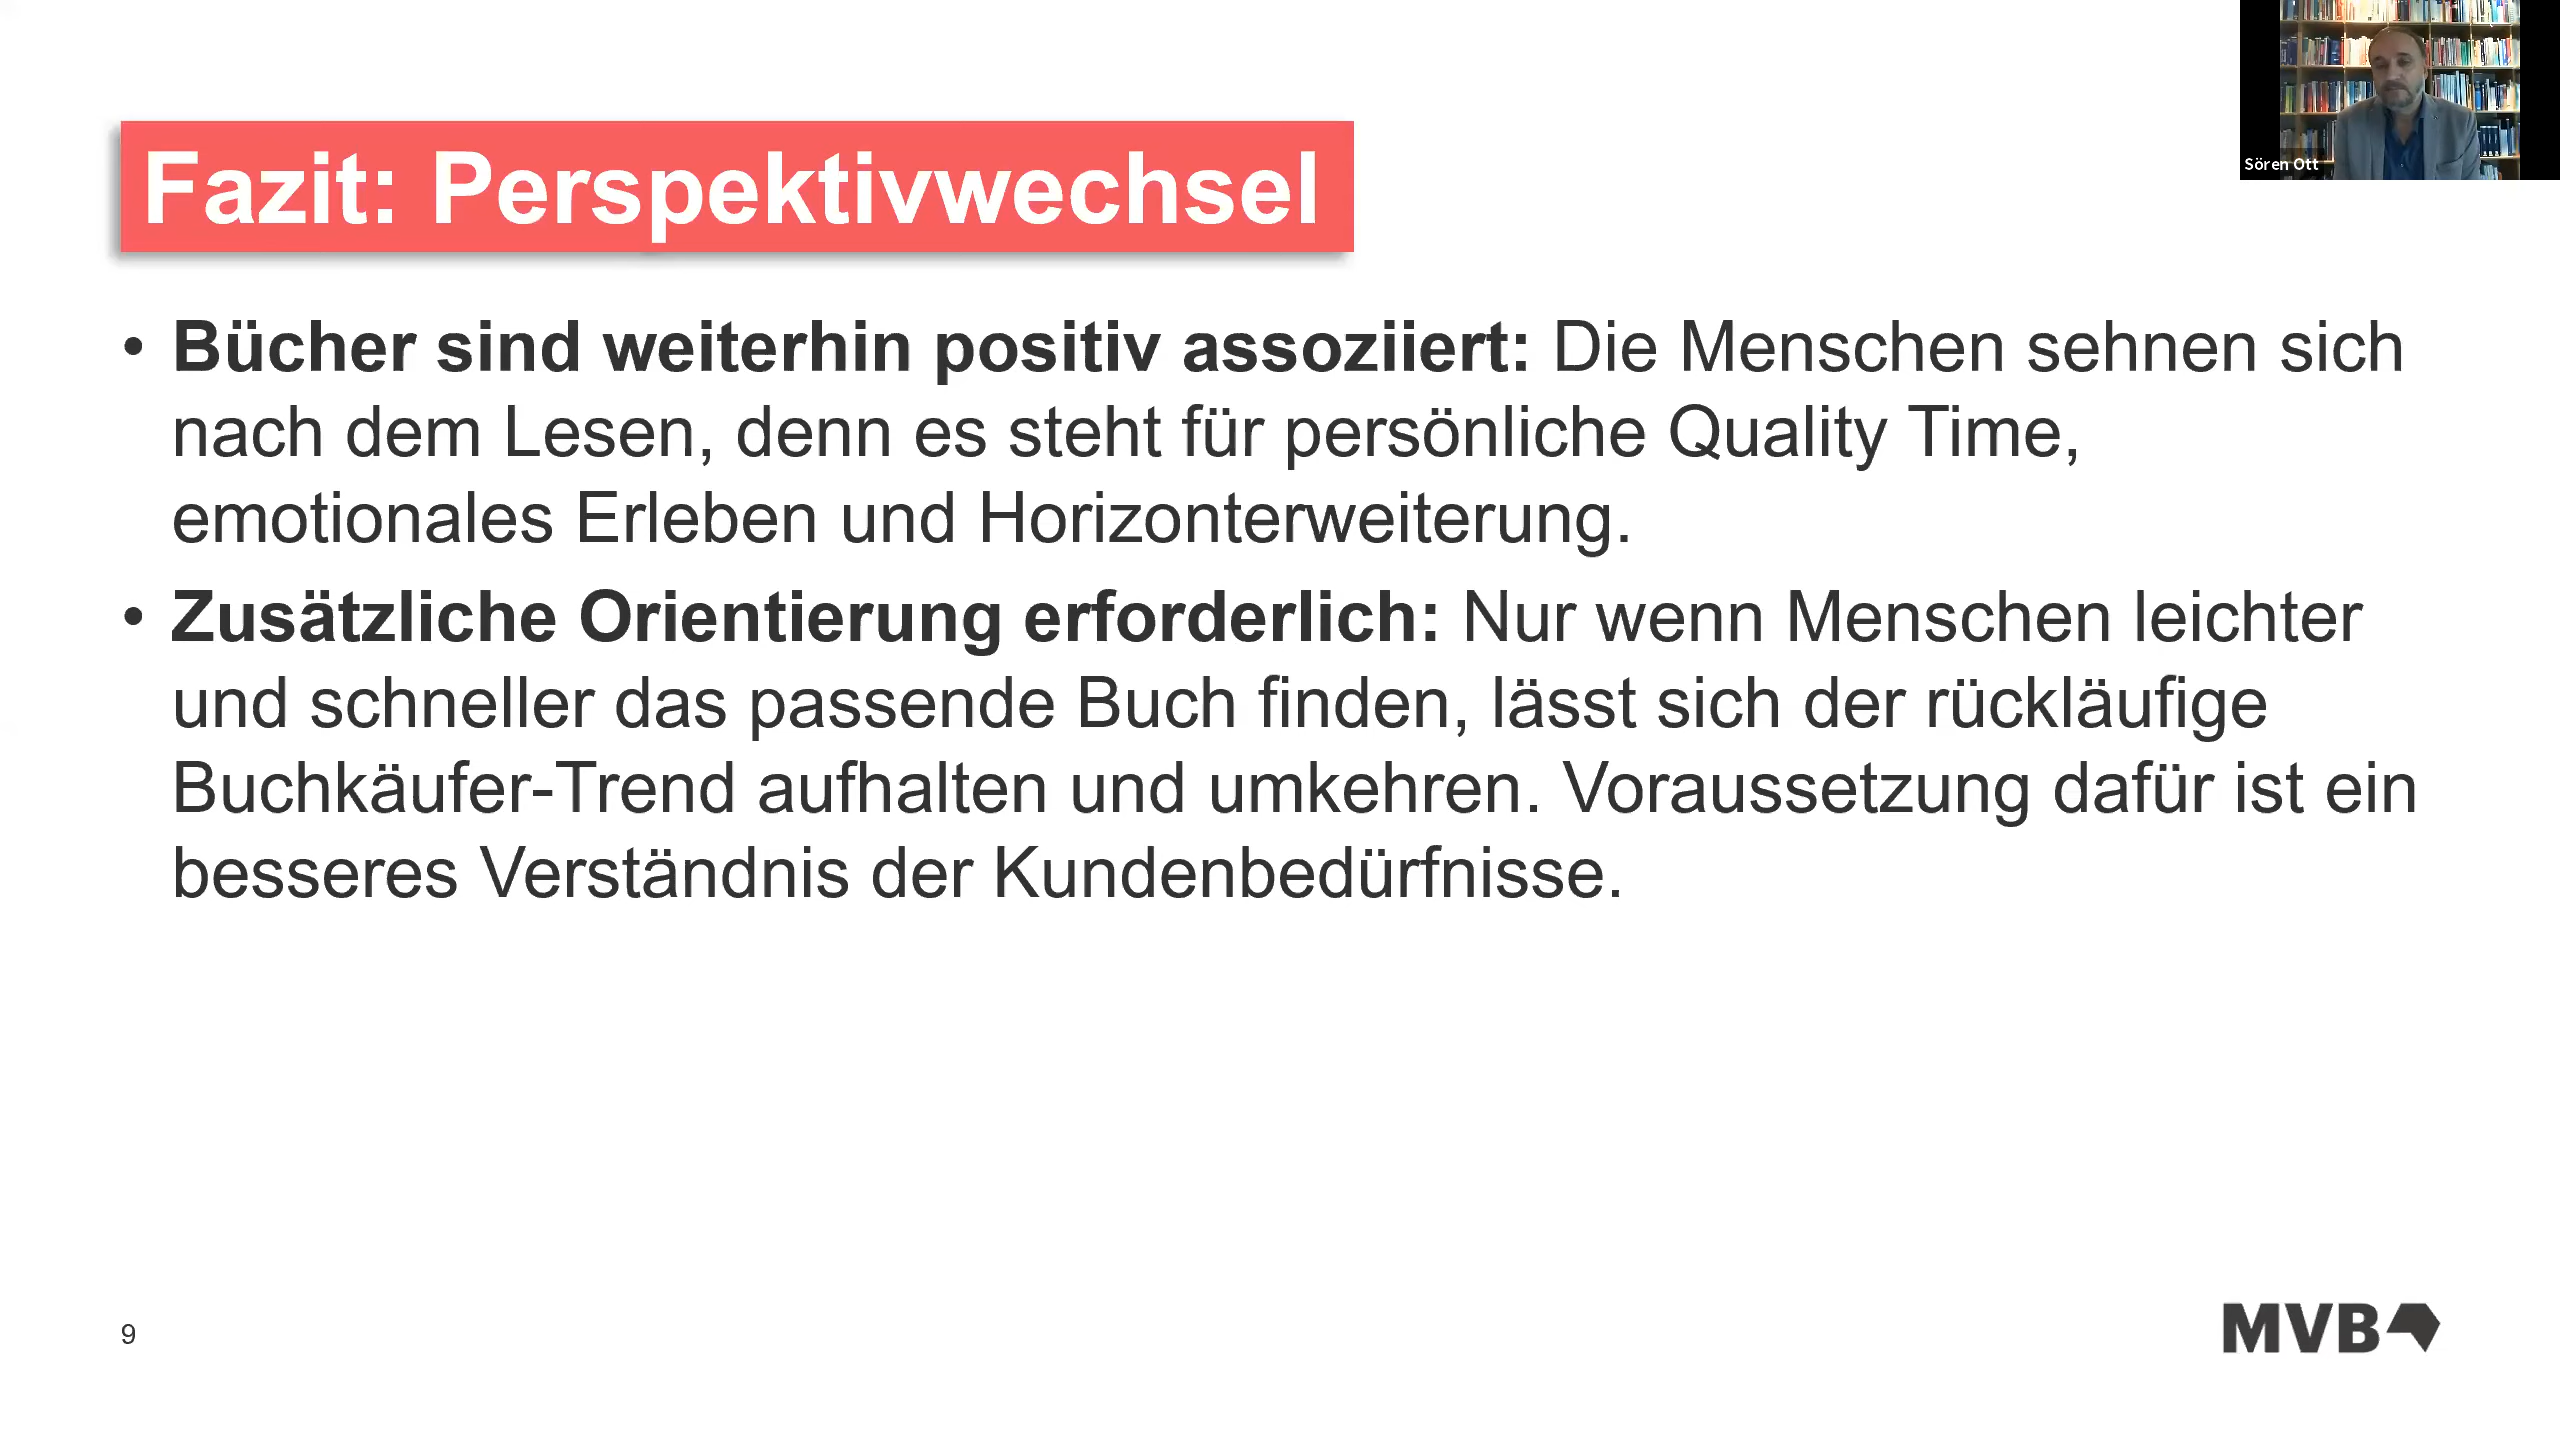 Sören Ott
Fazit: Perspektivwechsel
• Bücher sind weiterhin positiv assoziiert: Die Menschen sehnen sich
nach dem Lesen, denn es steht für persönliche Quality Time,
emotionales Erleben und Horizonterweiterung.
• Zusätzliche Orientierung erforderlich: Nur wenn Menschen leichter
und schneller das passende Buch finden, lässt sich der rückläufige
Buchkäufer-Trend aufhalten und umkehren. Voraussetzung dafür ist ein
besseres Verständnis der Kundenbedürfnisse.
9
MVB